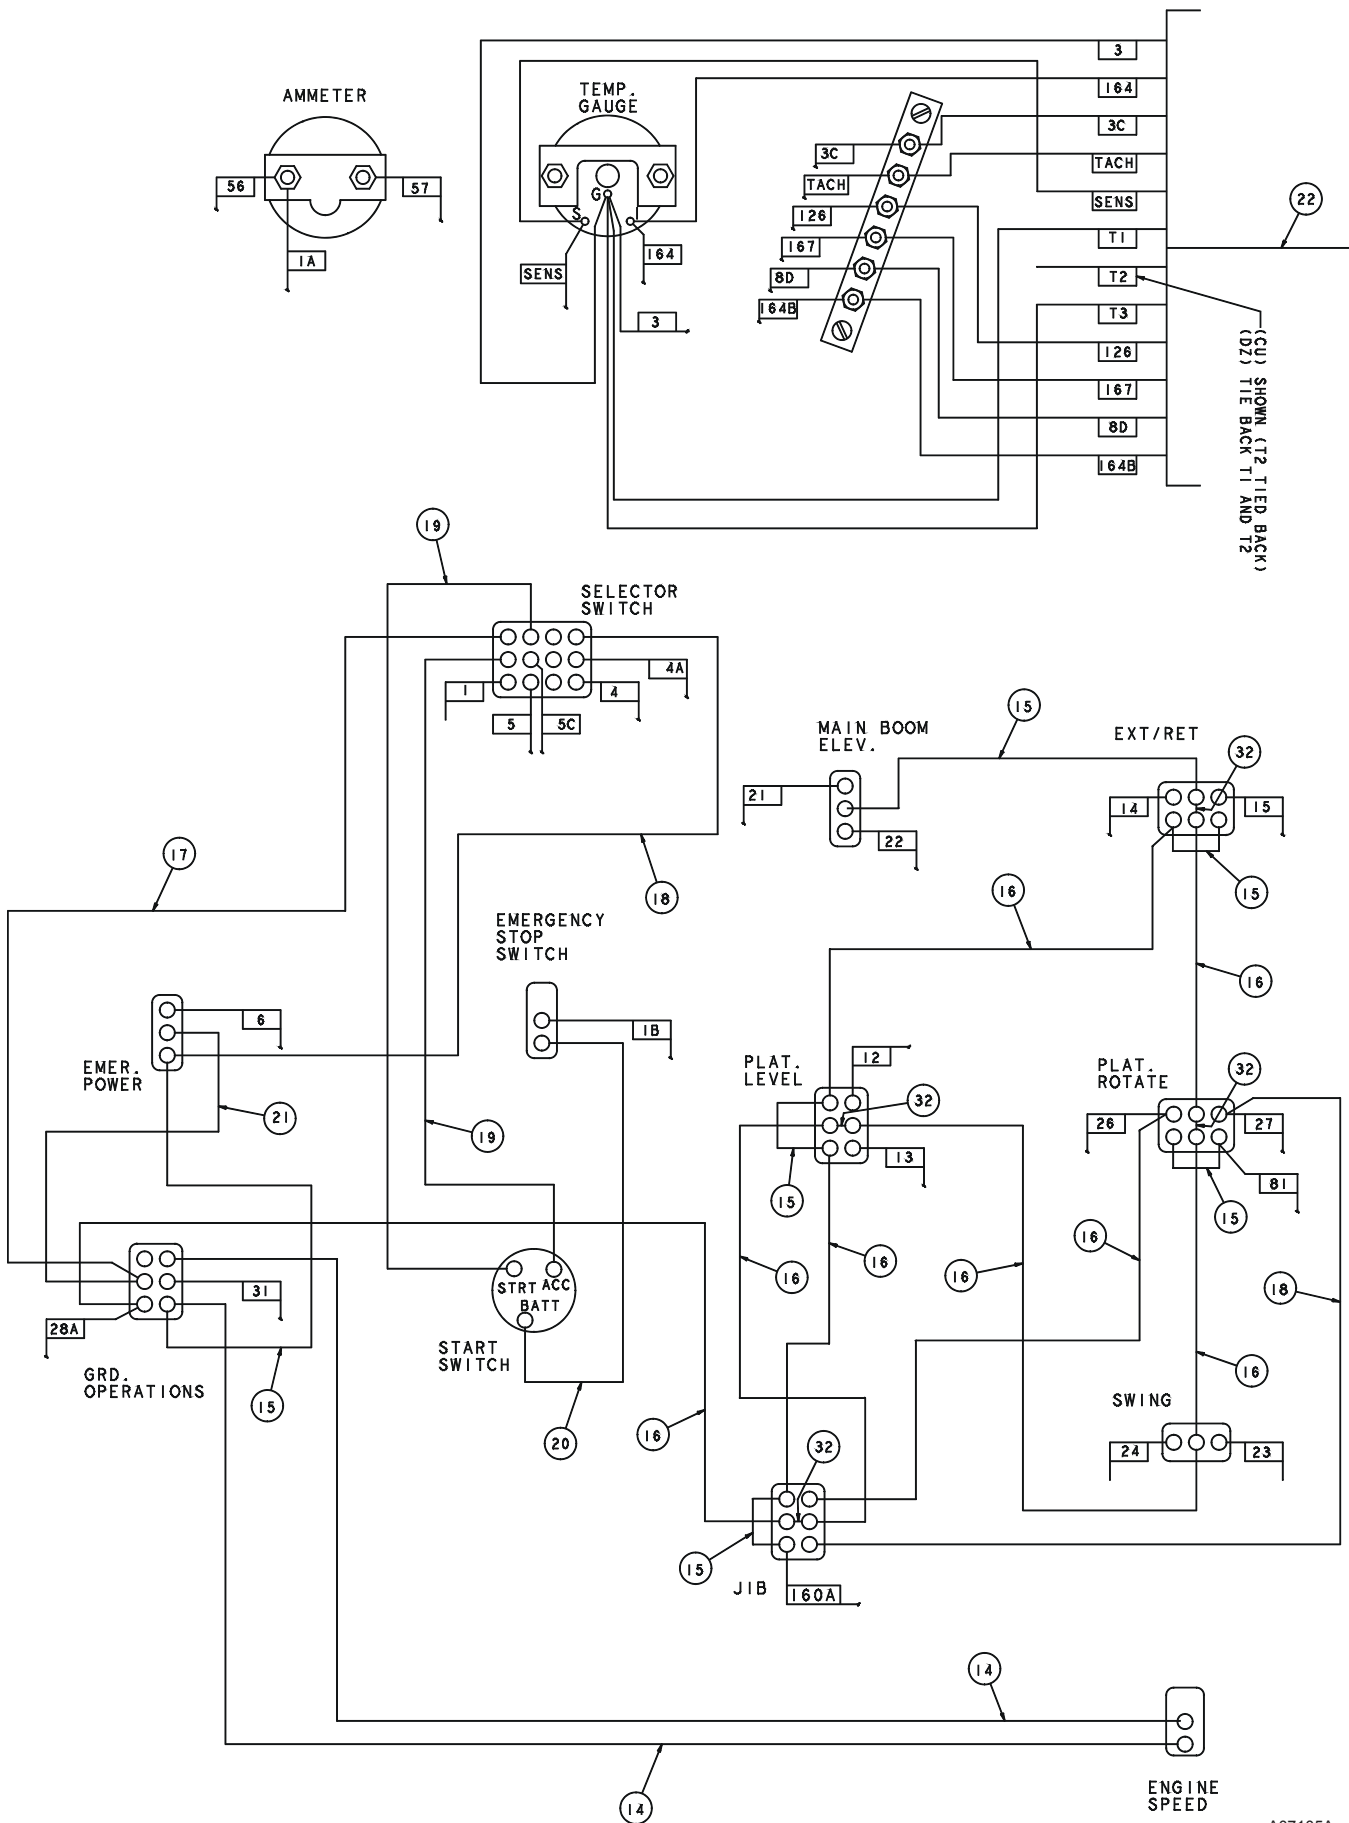 AMMETER
56
57
1A
TEMP.
GAUGE
G
S
SENS
164
3
3C
TACH
126
167
8D
164B
3
164
3C
TACH
SENS
T1
T2
T3
126
167
8D
164B
22
(CU) SHOWN (T2 TIED BACK)
(DZ) TIE BACK T1 AND T2
19
SELECTOR
SWITCH
1
4A
4
5
5C
17
18
MAIN BOOM
ELEV.
21
22
15
EXT/RET
32
14
15
15
16
16
EMERGENCY
STOP
SWITCH
1B
6
EMER.
POWER
21
19
PLAT.
LEVEL
12
32
13
15
PLAT.
ROTATE
32
26
27
81
15
16
16
16
16
18
31
28A
GRD.
OPERATIONS
15
STRT
ACC
BATT
START
SWITCH
20
16
16
SWING
24
23
32
15
JIB
160A
14
14
ENGINE
SPEED